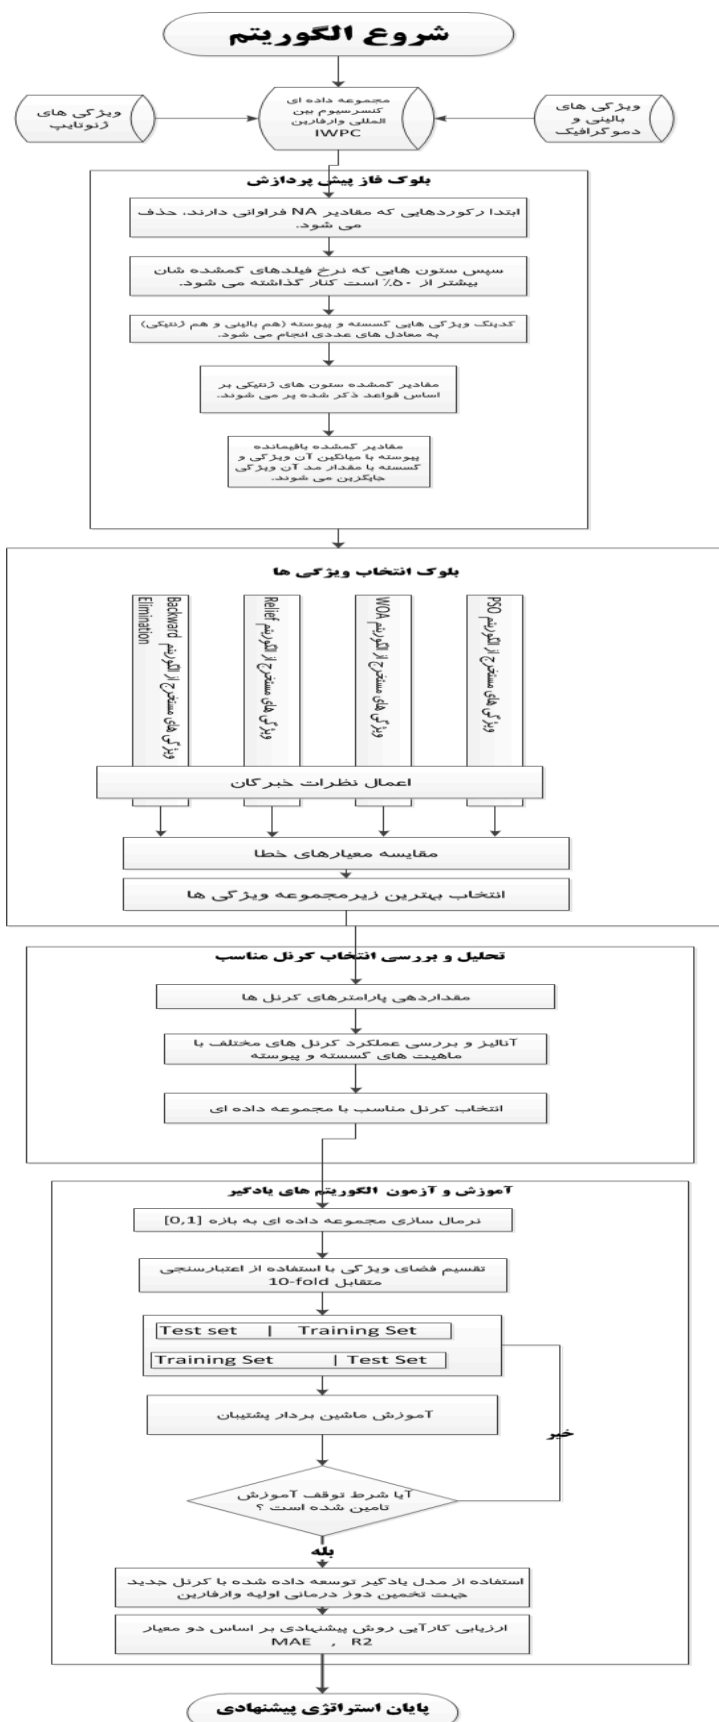 شروع الگوریتم
ویژگی های
بالینی و
دموگرافیک
مجموعه داده ای
کنسرسیوم بین
المللی وارفارین
IWPC
ویژگی های
ژنوتایپ
بلوک فاز پیش پردازش
ابتدا رکوردهایی که مقادیر NA فراوانی دارند، حذف
می شود.
سپس ستون هایی که نرخ فیلدهای گمشده شان
بیشتر از ۵۰٪ است کنار گذاشته می شود.
کدینگ ویژگی هایی گسسته و پیوسته (هم بالینی و هم ژنتیکی)
به معادل های عددی انجام می شود.
مقادیر گمشده ستون های ژنتیکی بر
اساس قواعد ذکر شده پر می شوند.
مقادیر گمشده باقیمانده
پیوسته با میانگین آن ویژگی و
گسسته با مقدار مد آن ویژگی
جایگزین می شوند.
بلوک انتخاب ویژگی ها
ویژگی های مستخرج از الگوریتم PSO
ویژگی های مستخرج از الگوریتم WOA
ویژگی های مستخرج از الگوریتم Relief
ویژگی های مستخرج از الگوریتم Backward
Elimination
اعمال نظرات خبرگان
مقایسه معیارهای خطا
انتخاب بهترین زیرمجموعه ویژگی ها
تحلیل و بررسی انتخاب کرنل مناسب
مقداردهی پارامترهای کرنل ها
آنالیز و بررسی عملکرد کرنل های مختلف با
ماهیت های گسسته و پیوسته
انتخاب کرنل مناسب با مجموعه داده ای
آموزش و آزمون الگوریتم های یادگیر
نرمال سازی مجموعه داده ای به بازه [0,1]
تقسیم فضای ویژگی با استفاده از اعتبارسنجی
متقابل 10-fold
Test set | Training Set
Training Set | Test Set
آموزش ماشین بردار پشتیبان
خیر
آیا شرط توقف آموزش
تامین شده است ؟
بله
استفاده از مدل یادگیر توسعه داده شده با کرنل جدید
جهت تخمین دوز درمانی اولیه وارفارین
ارزیابی کارآیی روش پیشنهادی بر اساس دو معیار
MAE , R2
پایان استراتژی پیشنهادی